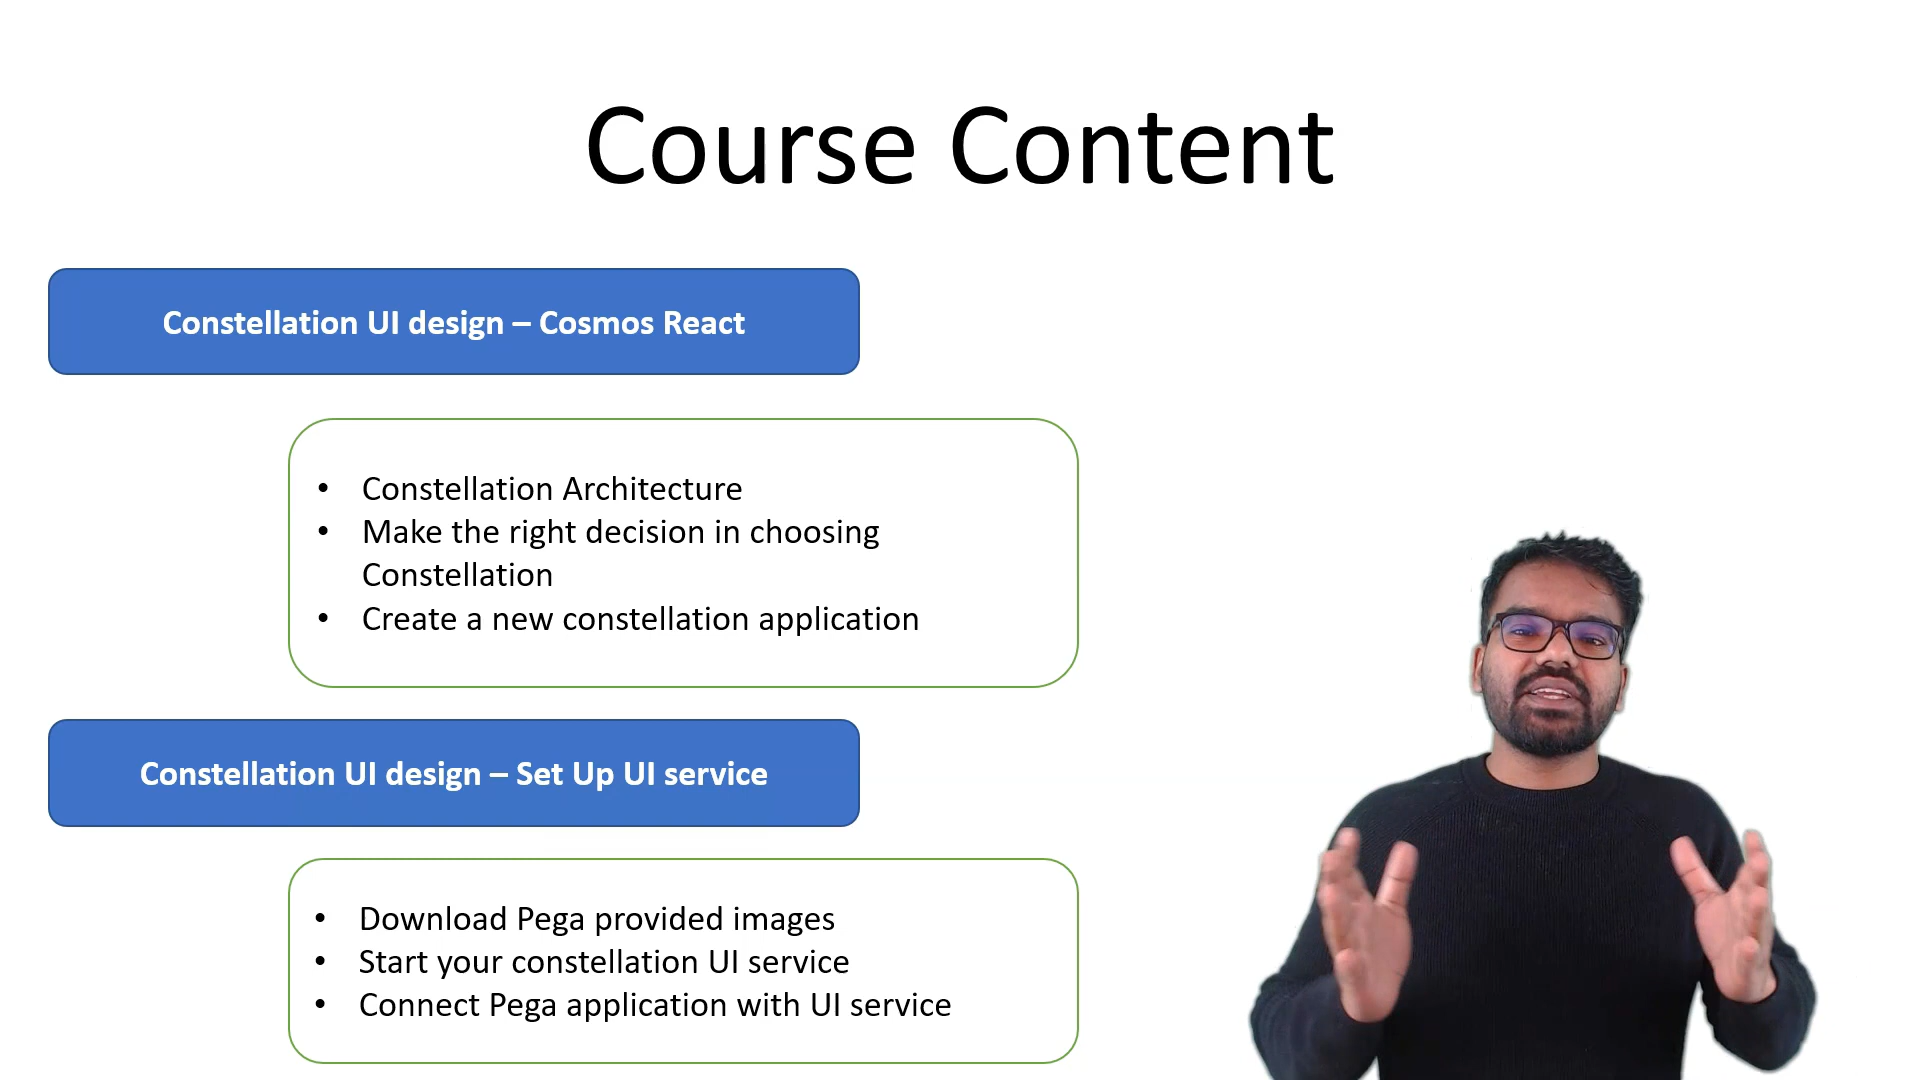 Course Content
Constellation UI design – Cosmos React
• Constellation Architecture
• Make the right decision in choosing
Constellation
• Create a new constellation application
Constellation UI design – Set Up UI service
• Download Pega provided images
• Start your constellation UI service
• Connect Pega application with UI service